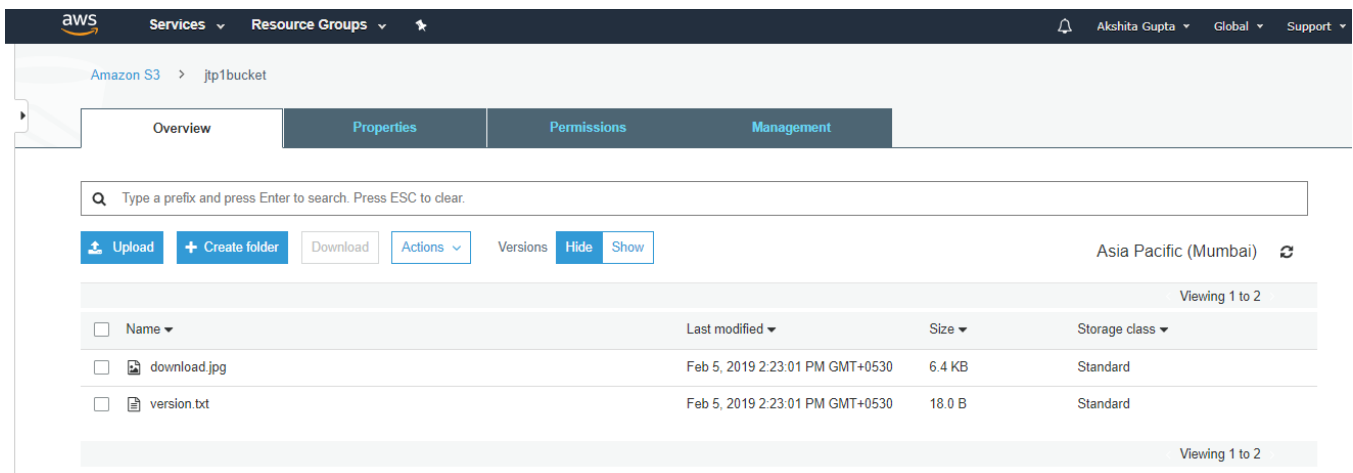 aws Services Resource Groups Akshita Gupta Global Support
Amazon S3 > jtp1bucket
Overview Properties Permissions Management
Type a prefix and press Enter to search. Press ESC to clear.
Upload + Create folder Download Actions Versions Hide Show Asia Pacific (Mumbai)
Viewing 1 to 2
Name Last modified Size Storage class
download.jpg Feb 5, 2019 2:23:01 PM GMT+0530 6.4 KB Standard
version.txt Feb 5, 2019 2:23:01 PM GMT+0530 18.0 B Standard
Viewing 1 to 2